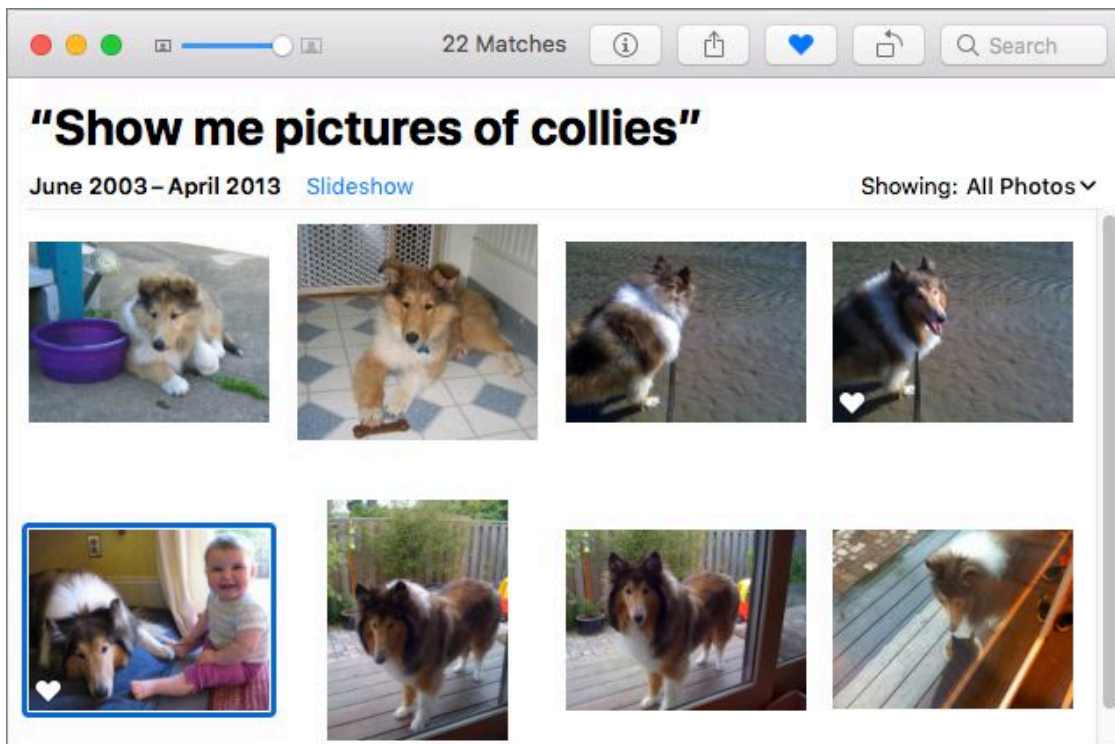 22 Matches
Search
“Show me pictures of collies”
June 2003 – April 2013 Slideshow
Showing: All Photos